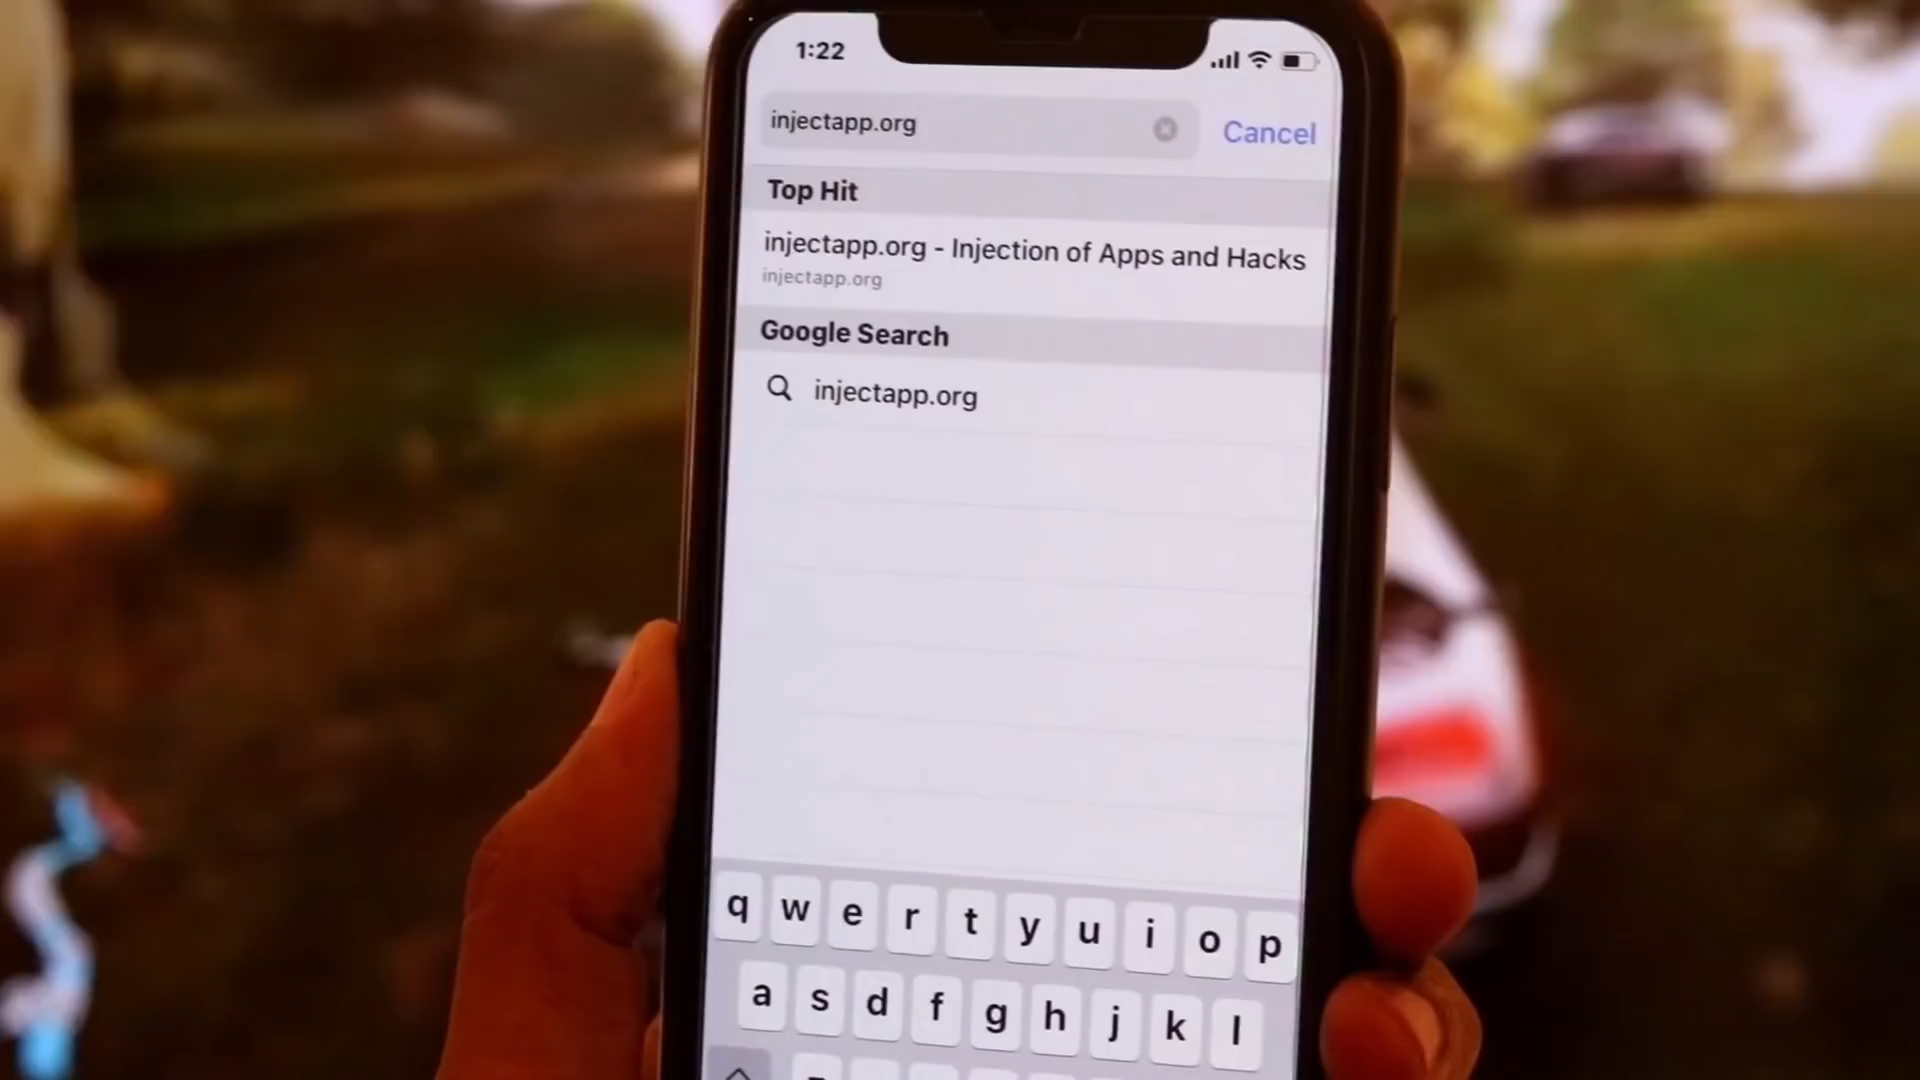 1:22
injectapp.org
Cancel
Top Hit
injectapp.org - Injection of Apps and Hacks
injectapp.org
Google Search
injectapp.org
q w e r t y u i o p
a s d f g h j k l